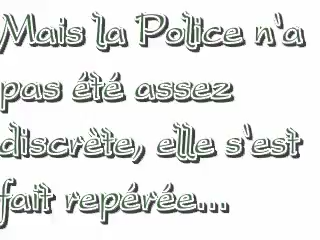 Mais la Police n'a
pas été assez
discrète, elle s'est
fait repérée...